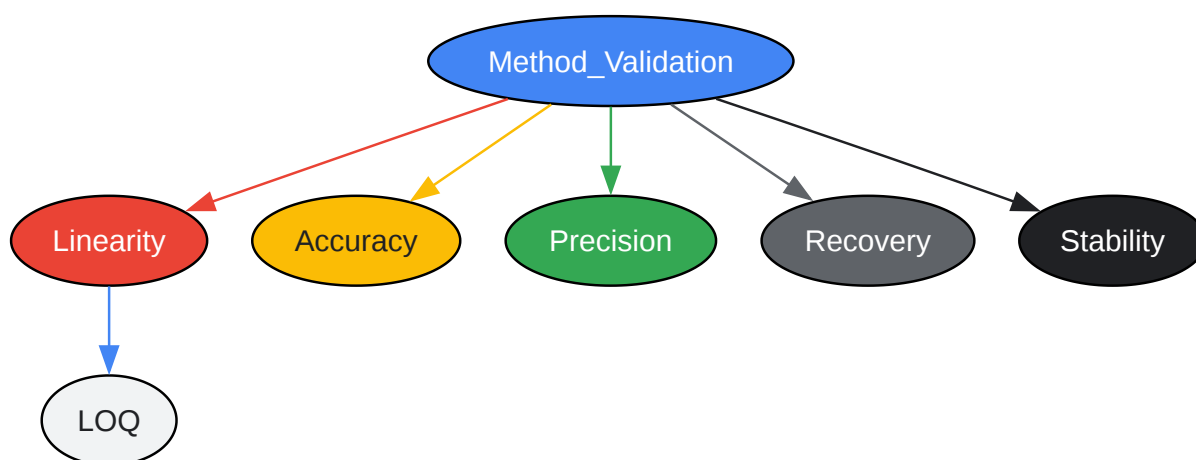 Method_Validation
Linearity
Accuracy
Precision
Recovery
Stability
LOQ